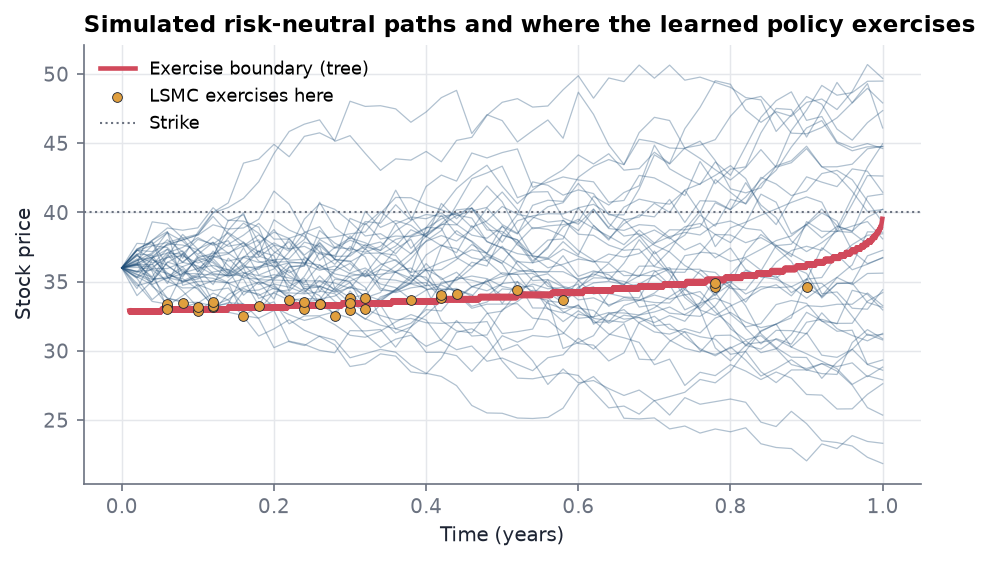 Simulated risk-neutral paths and where the learned policy exercises
Exercise boundary (tree)
LSMC exercises here
Strike
Stock price
50
45
40
35
30
25
0.0
0.2
0.4
0.6
0.8
1.0
Time (years)